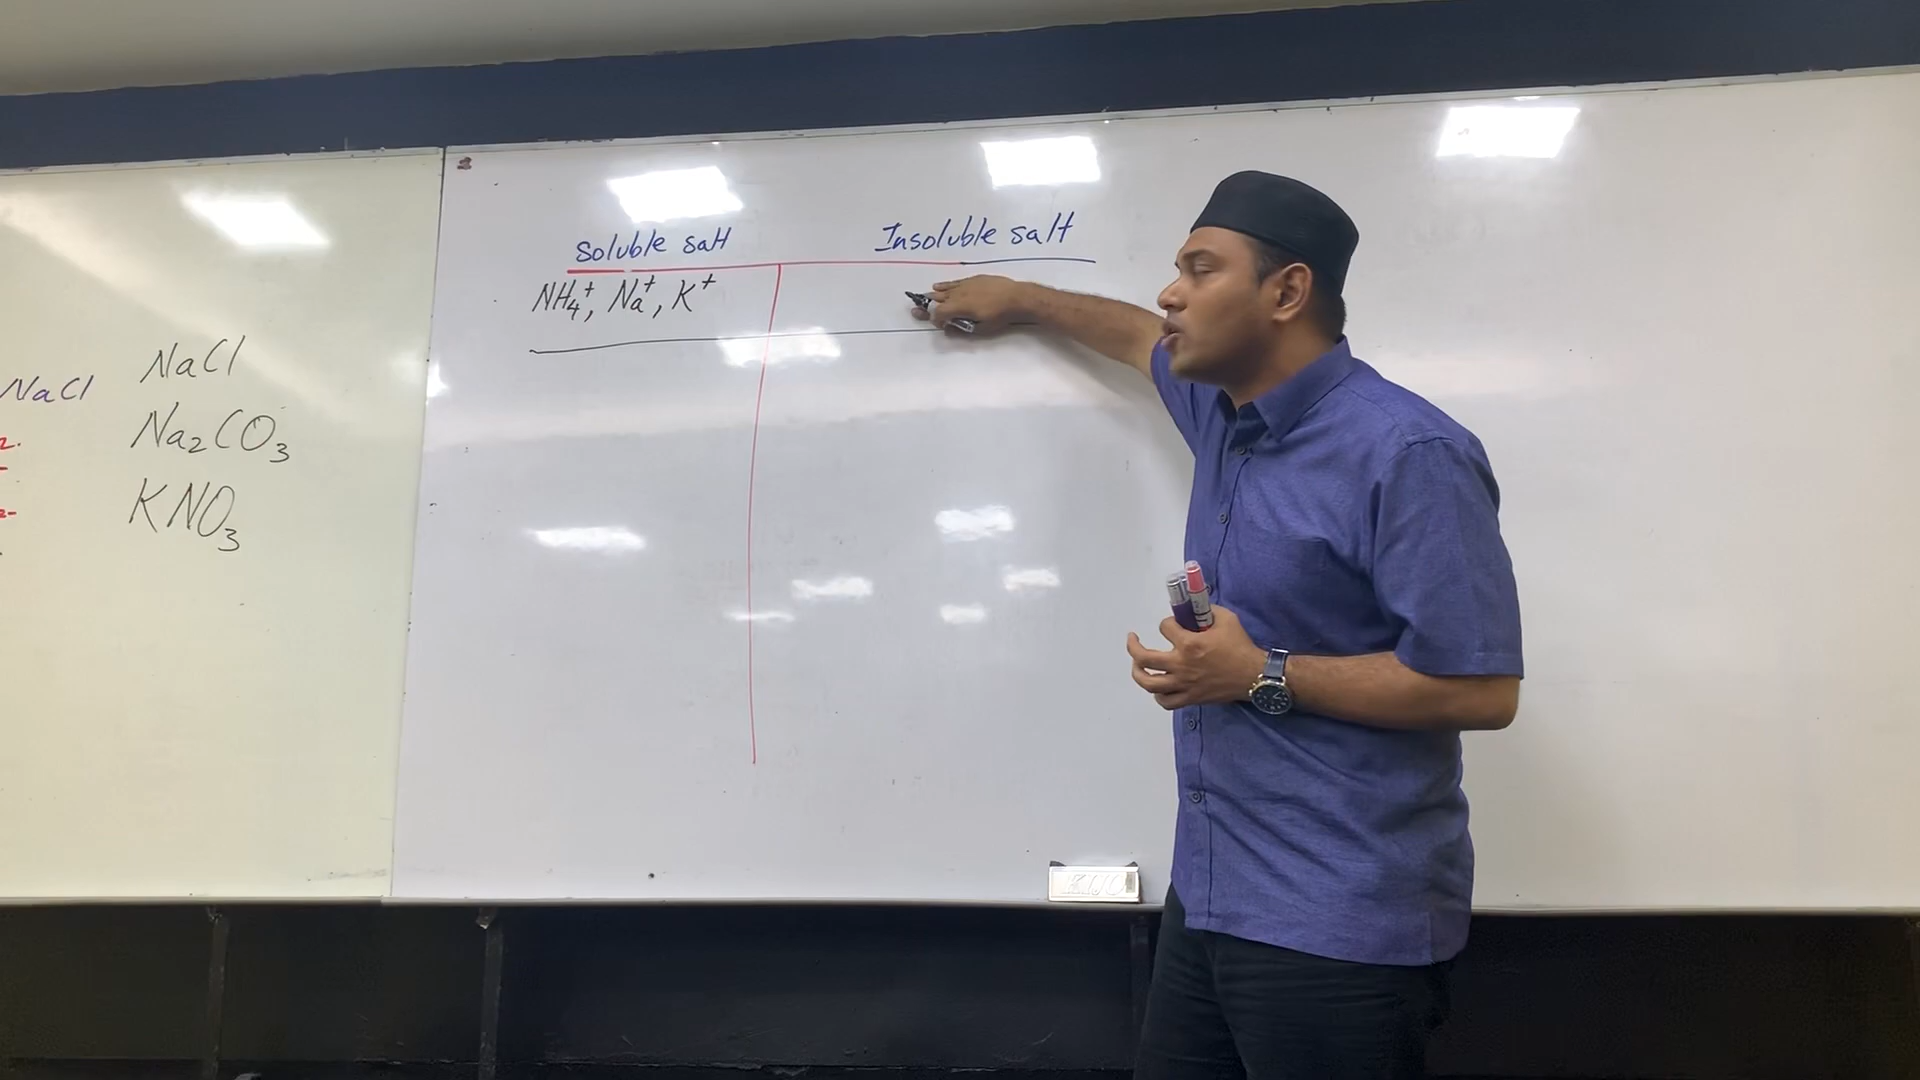 NaCl
NaCl
Na₂CO₃
KNO₃
Soluble salt
Insoluble salt
NH₄⁺, Na⁺, K⁺